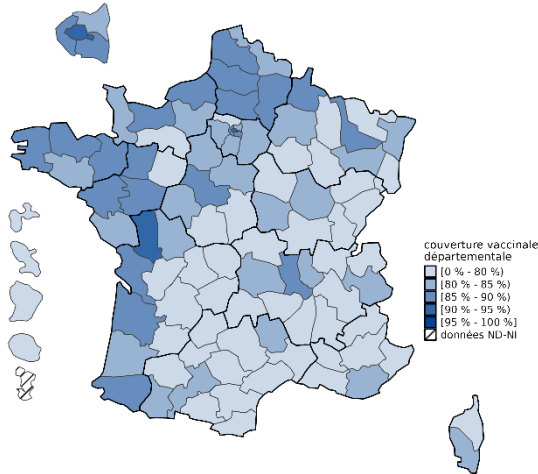 couverture vaccinale
départementale
[0 % - 80 %)
[80 % - 85 %)
[85 % - 90 %)
[90 % - 95 %)
[95 % - 100 %]
données ND-NI